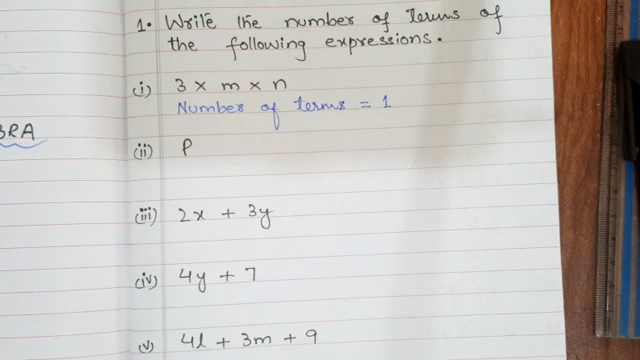 1. Write the number of terms of
the following expressions.
(i) 3 × m × n
Number of terms = 1
BRA
(ii) P
(iii) 2x + 3y
(iv) 4y + 7
(v) 4l + 3m + 9